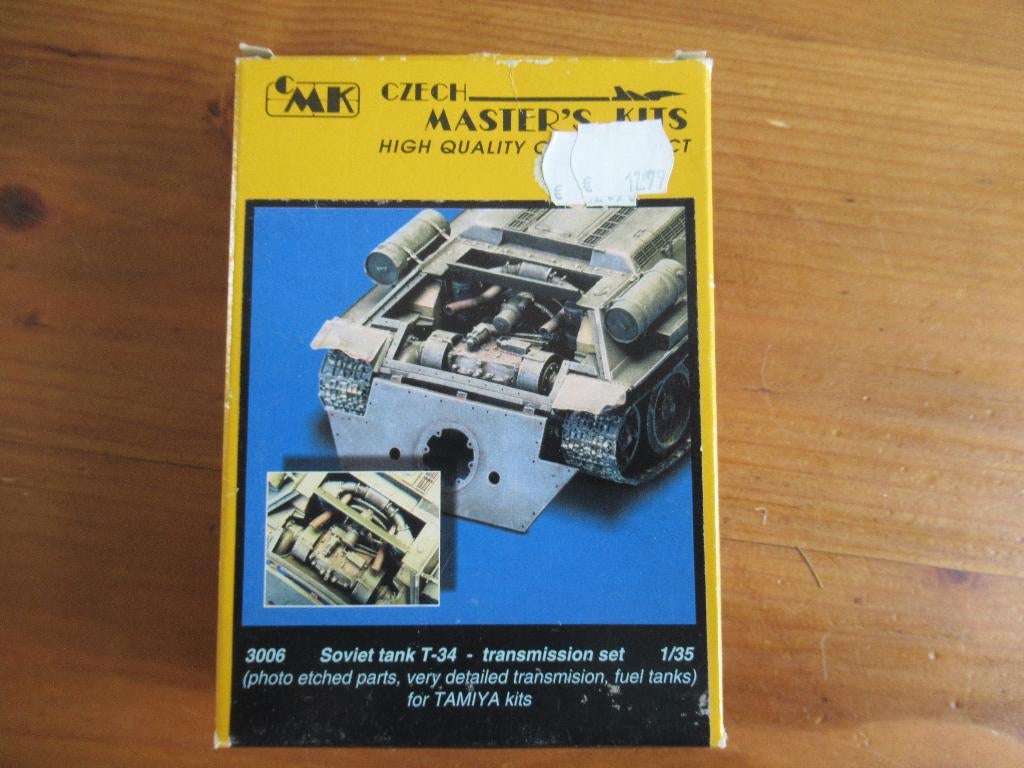 CMK
CZECH
MASTER'S KITS
HIGH QUALITY
€ 12.99
3006 Soviet tank T-34 - transmission set 1/35
(photo etched parts, very detailed transmision, fuel tanks)
for TAMIYA kits